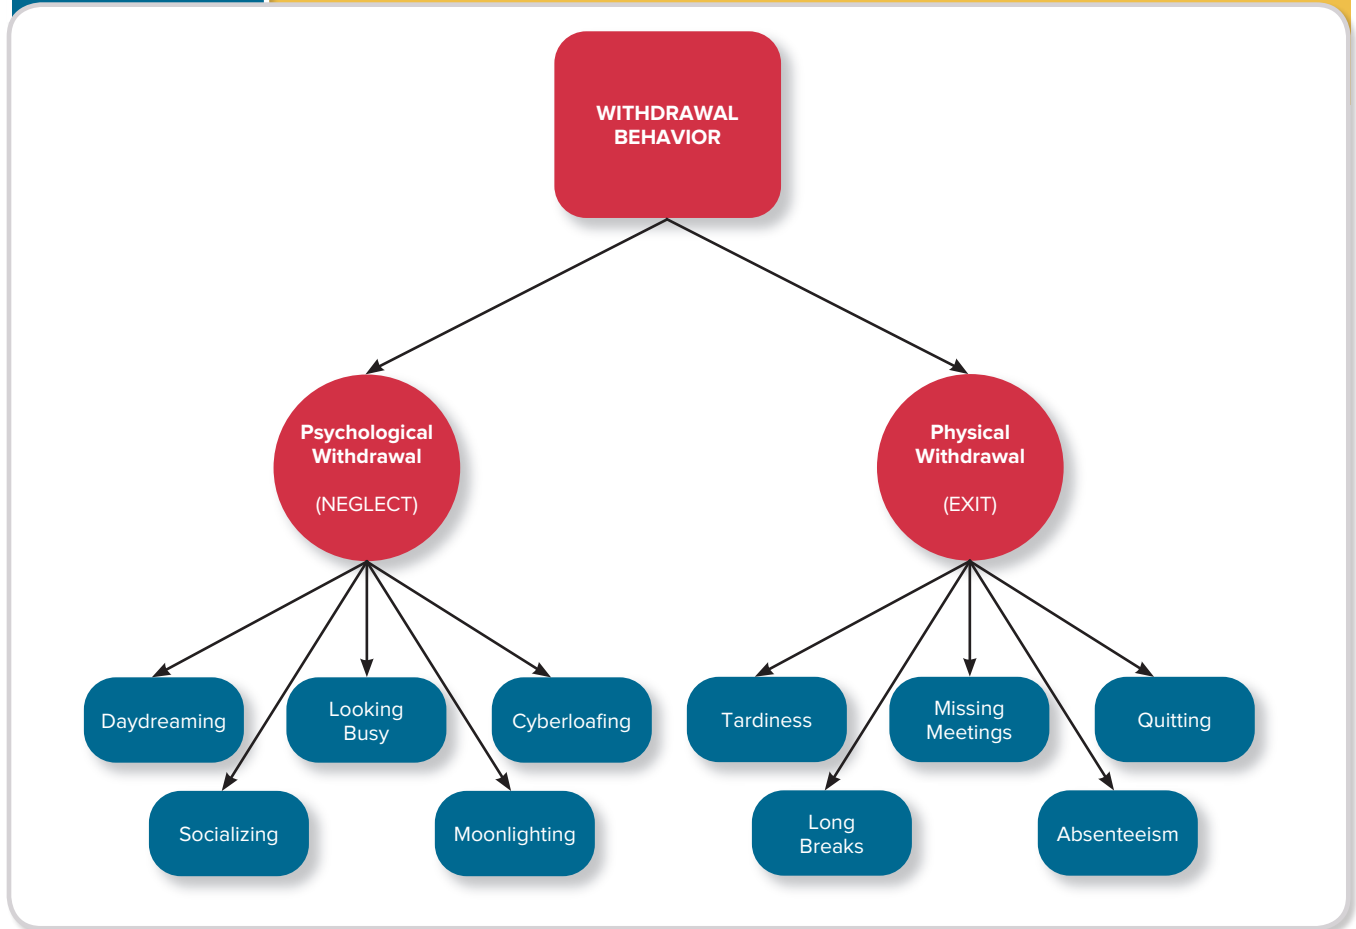 WITHDRAWAL
BEHAVIOR
Psychological
Withdrawal
(NEGLECT)
Physical
Withdrawal
(EXIT)
Daydreaming
Looking
Busy
Cyberloafing
Tardiness
Missing
Meetings
Quitting
Socializing
Moonlighting
Long
Breaks
Absenteeism